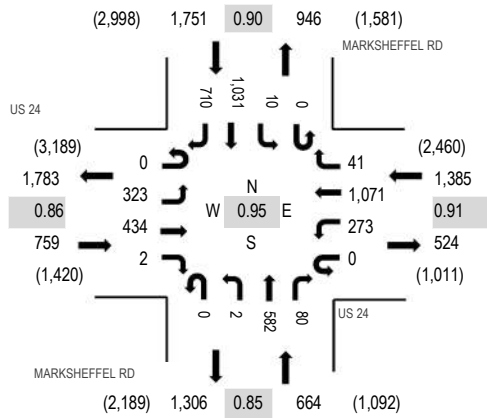 (2,998) 1,751 0.90 946 (1,581)
MARKSHEFFEL RD
710 1,031 10 0
US 24
(3,189) 0 41 (2,460)
1,783 323 N 1,071 1,385
0.86 W 0.95 E 0.91
759 434 S 273 524
(1,420) 2 0 (1,011)
0 2 582 80
US 24
MARKSHEFFEL RD
(2,189) 1,306 0.85 664 (1,092)